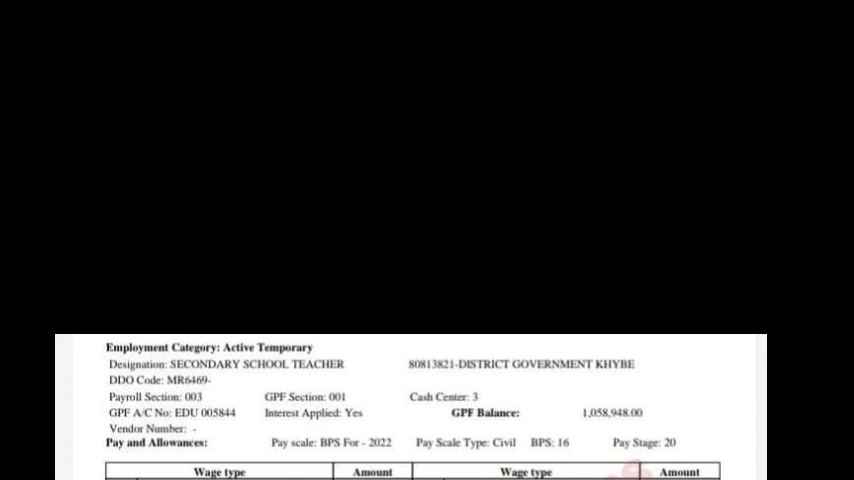 Employment Category: Active Temporary
Designation: SECONDARY SCHOOL TEACHER 80813821-DISTRICT GOVERNMENT KHYBE
DDO Code: MR6469-
Payroll Section: 003 GPF Section: 001 Cash Center: 3
GPF A/C No: EDU 005844 Interest Applied: Yes GPF Balance: 1,058,948.00
Vendor Number: -
Pay and Allowances: Pay scale: BPS For - 2022 Pay Scale Type: Civil BPS: 16 Pay Stage: 20
Wage type Amount Wage type Amount